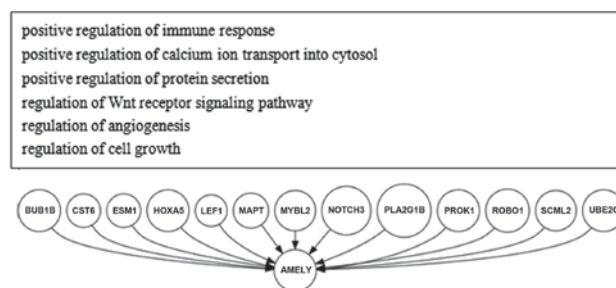 positive regulation of immune response
positive regulation of calcium ion transport into cytosol
positive regulation of protein secretion
regulation of Wnt receptor signaling pathway
regulation of angiogenesis
regulation of cell growth
BUB1B CST6 ESM1 HOXA5 LEF1 MAPT MYBL2 NOTCH3 PLA2G1B PROK1 ROBO1 SCML2
AMELY